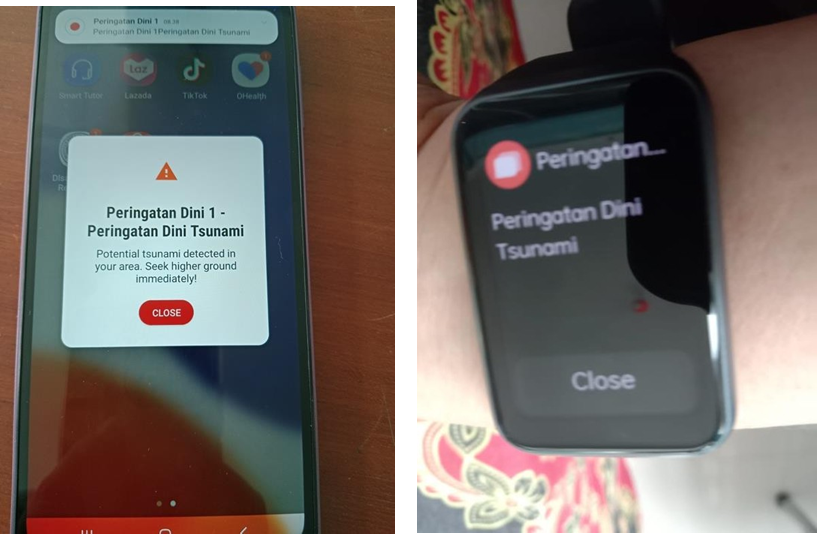 Peringatan Dini 1 08.18
Peringatan Dini 1Peringatan Dini Tsunami
Laz
Smart Tutor
Lazada
TikTok
OHealth
Peringatan Dini 1 -
Peringatan Dini Tsunami
Potential tsunami detected in
your area. Seek higher ground
immediately!
CLOSE
Peringatan...
Peringatan Dini
Tsunami
Close